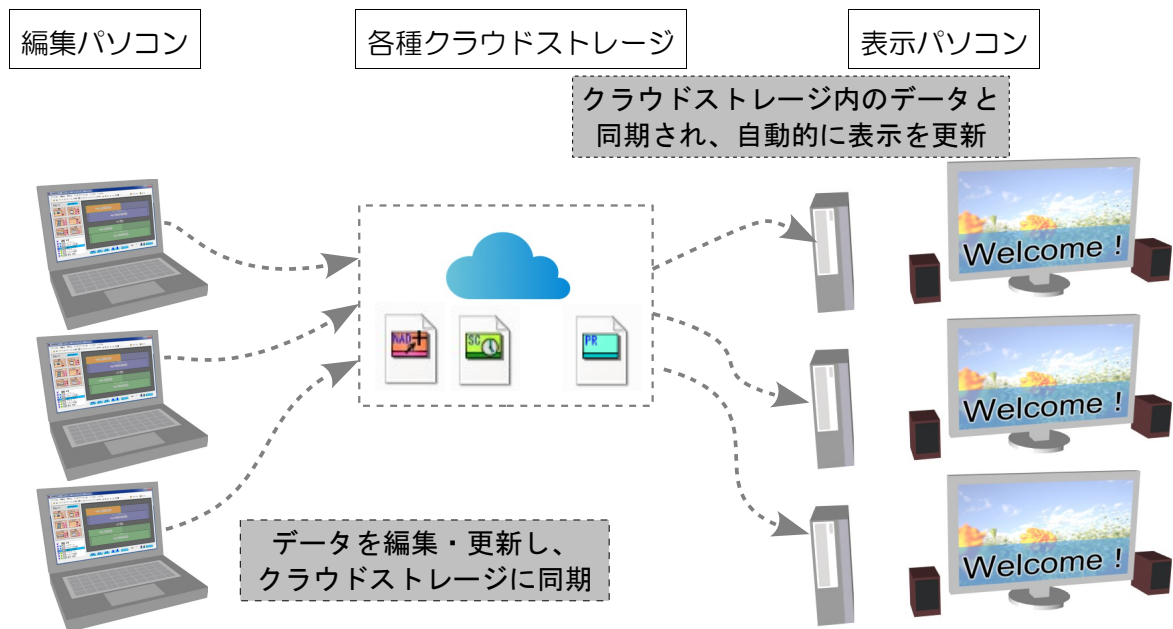 編集パソコン
各種クラウドストレージ
表示パソコン
クラウドストレージ内のデータと
同期され、自動的に表示を更新
Welcome !
NAD
SC
PR
Welcome !
Welcome !
データを編集・更新し、
クラウドストレージに同期